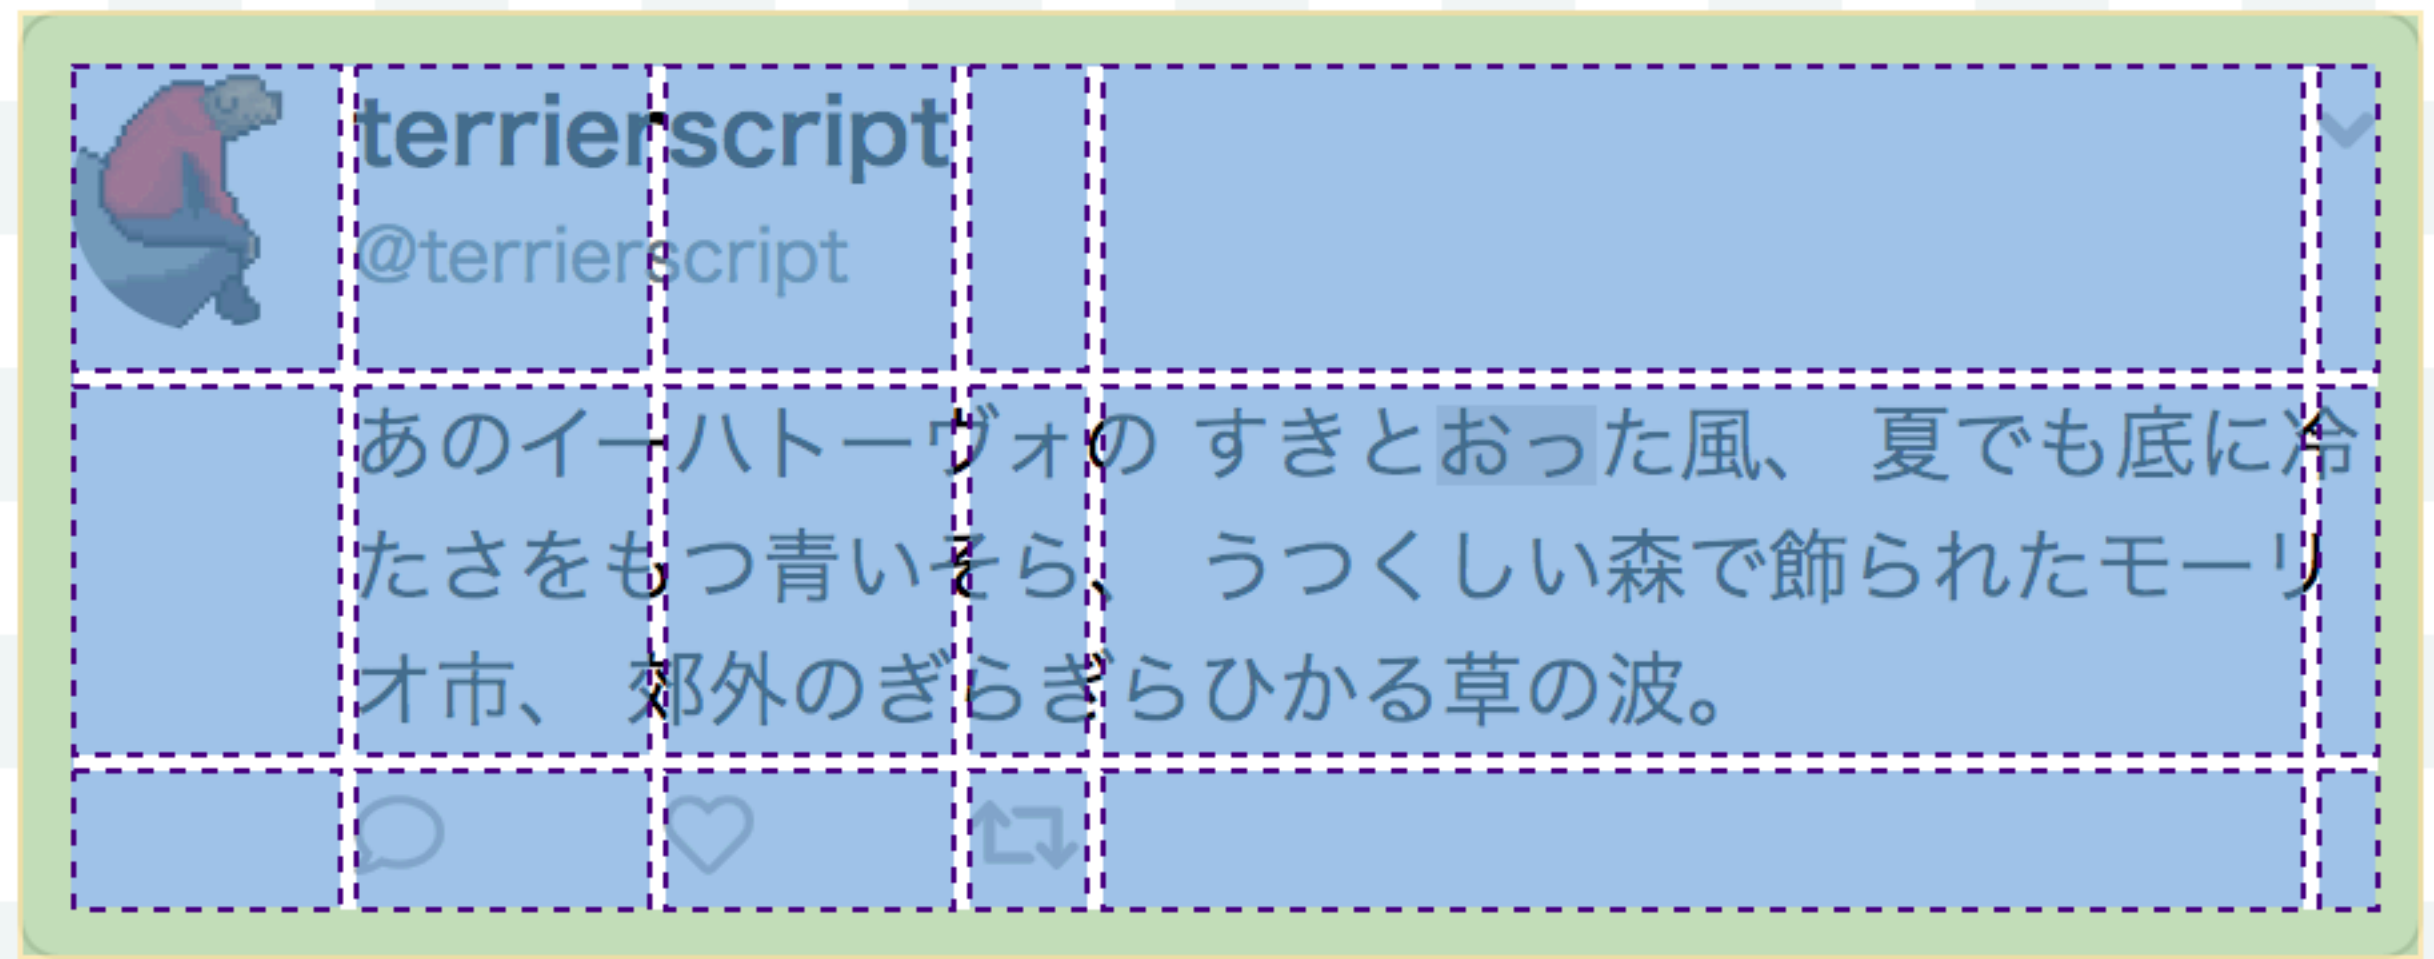 terrierscript
@terrierscript
あのイーハトーヴォの すきとおった風、 夏でも底に冷
たさをもつ青いそら、 うつくしい森で飾られたモーリ
オ市、 郊外のぎらぎらひかる草の波。